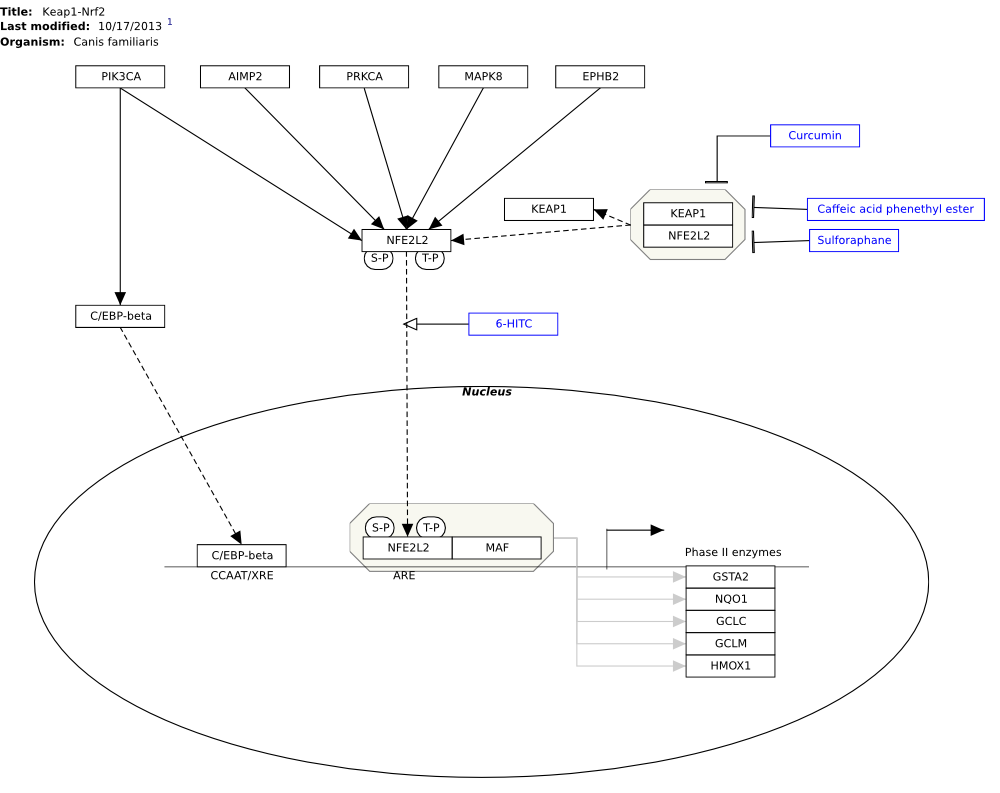 Title: Keap1-Nrf2
Last modified: 10/17/2013 1
Organism: Canis familiaris
PIK3CA AIMP2 PRKCA MAPK8 EPHB2
Curcumin
KEAP1
KEAP1
Caffeic acid phenethyl ester
NFE2L2
NFE2L2
Sulforaphane
S-P T-P
C/EBP-beta
6-HITC
Nucleus
S-P T-P
NFE2L2 MAF
C/EBP-beta
Phase II enzymes
CCAAT/XRE
ARE
GSTA2
NQO1
GCLC
GCLM
HMOX1